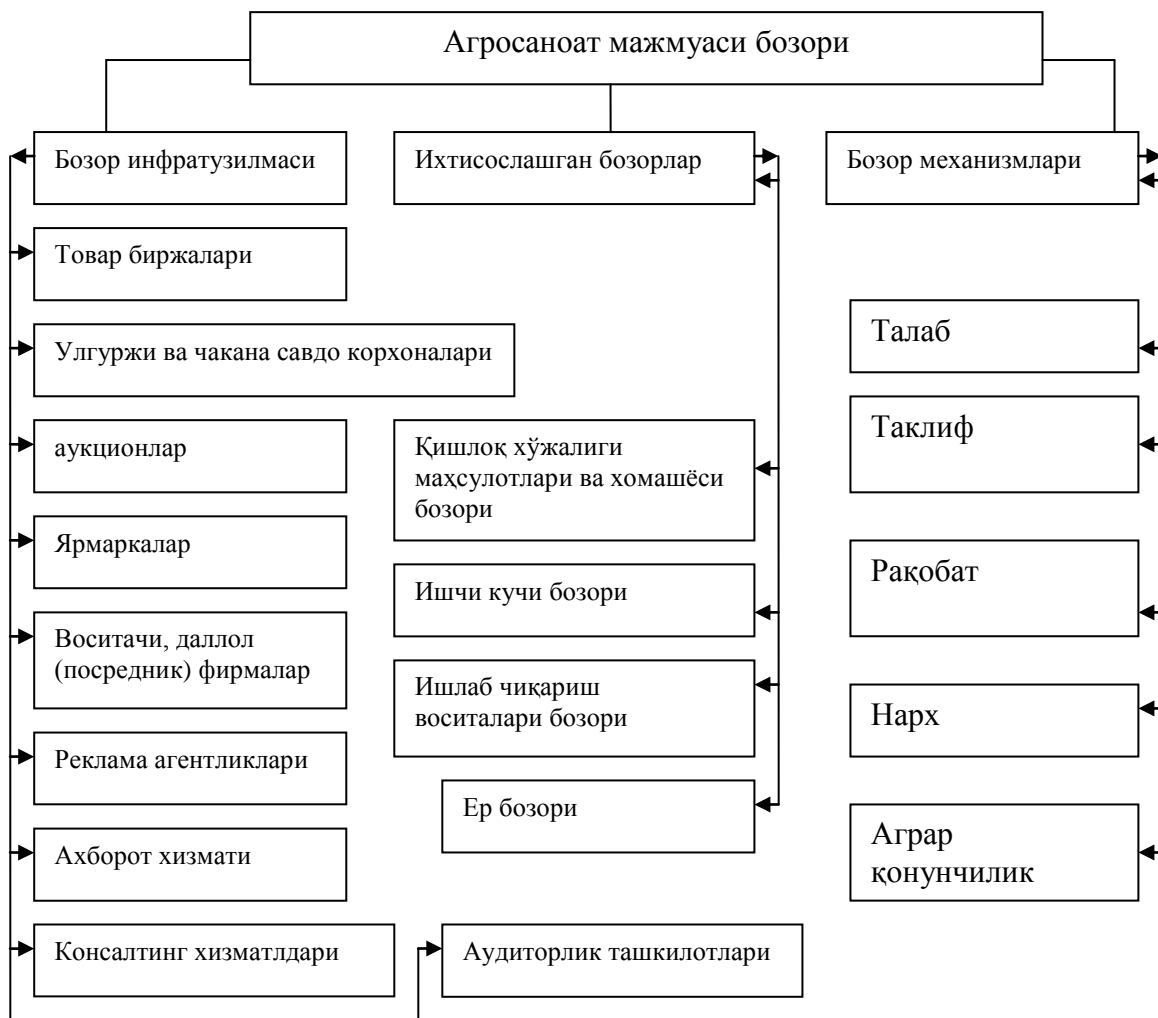 Агросаноат мажмуаси бозори
Бозор инфратузилмаси
Ихтисослашган бозорлар
Бозор механизмлари
Товар биржалари
Улгуржи ва чакана савдо корхоналари
аукционлар
Ярмаркалар
Воситачи, даллол
(посредник) фирмалар
Реклама агентликлари
Ахборот хизмати
Консалтинг хизматлдари
Қишлоқ хўжалиги
маҳсулотлари ва хомашёси
бозори
Ишчи кучи бозори
Ишлаб чиқариш
воситалари бозори
Ер бозори
Аудиторлик ташкилотлари
Талаб
Таклиф
Рақобат
Нарх
Аграр
қонунчилик